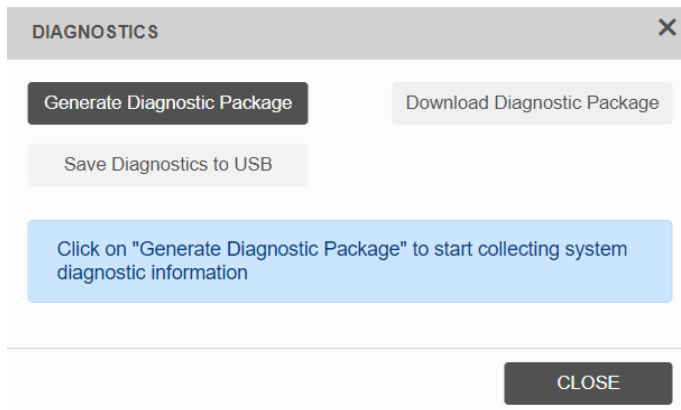 DIAGNOSTICS
Generate Diagnostic Package
Download Diagnostic Package
Save Diagnostics to USB
Click on "Generate Diagnostic Package" to start collecting system
diagnostic information
CLOSE